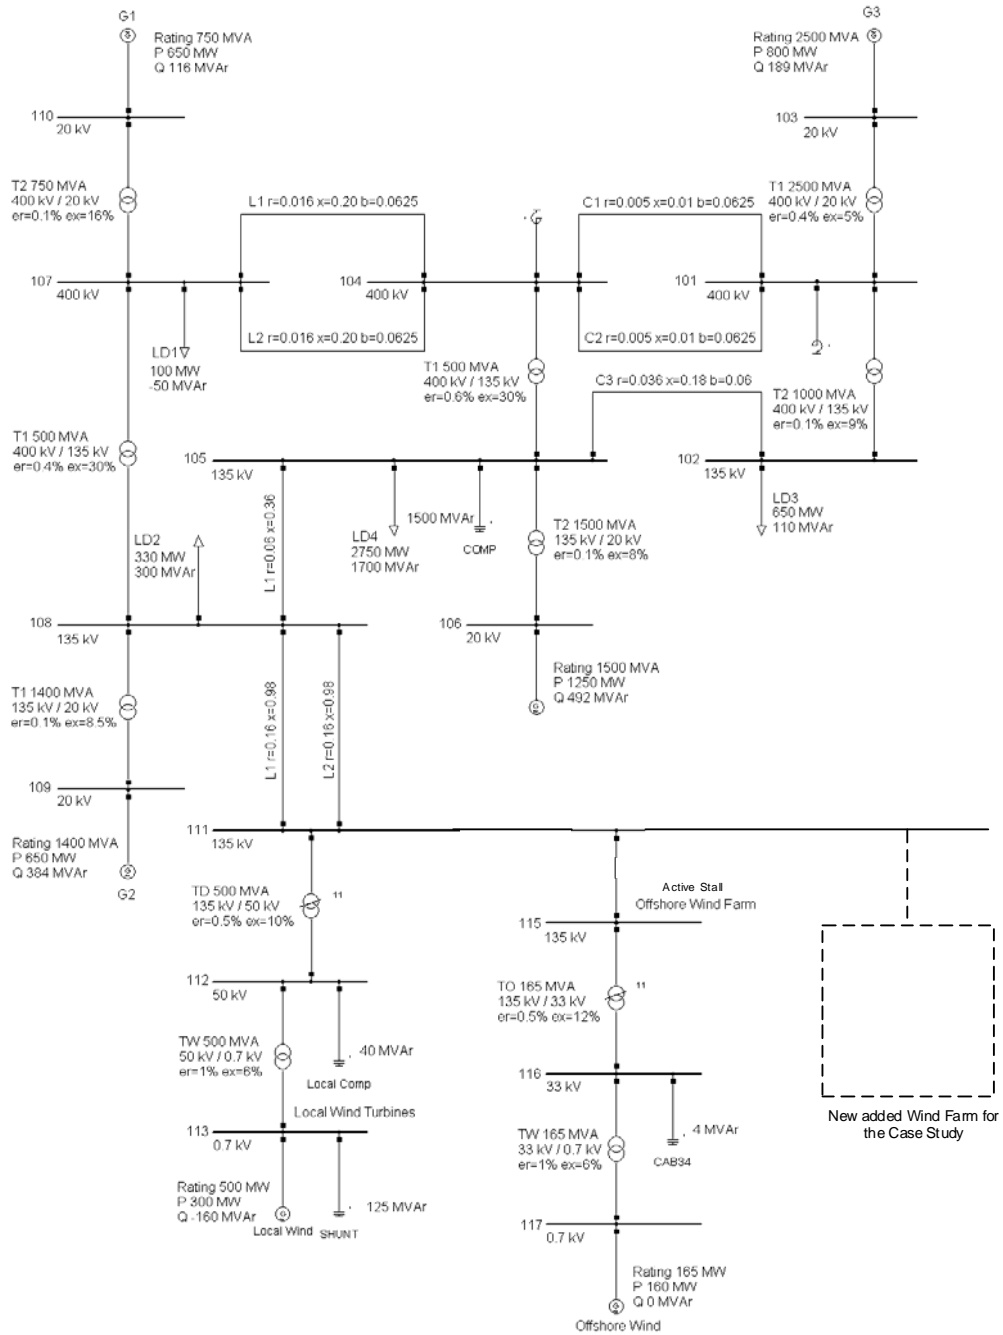 G1
Rating 750 MVA
P 650 MW
Q 116 MVAr
G3
Rating 2500 MVA
P 800 MW
Q 189 MVAr
110
20 kV
103
20 kV
T2 750 MVA
400 kV / 20 kV
er=0.1% ex=16%
L1 r=0.016 x=0.20 b=0.0625
C1 r=0.005 x=0.01 b=0.0625
T1 2500 MVA
400 kV / 20 kV
er=0.4% ex=5%
107
400 kV
104
400 kV
101
400 kV
L2 r=0.016 x=0.20 b=0.0625
C2 r=0.005 x=0.01 b=0.0625
LD1
100 MW
-50 MVAr
T1 500 MVA
400 kV / 135 kV
er=0.6% ex=30%
C3 r=0.036 x=0.18 b=0.06
T2 1000 MVA
400 kV / 135 kV
er=0.1% ex=9%
T1 500 MVA
400 kV / 135 kV
er=0.4% ex=30%
105
135 kV
102
135 kV
L1 r=0.06 x=0.36
LD4
2750 MW
1700 MVAr
1500 MVAr
COMP
T2 1500 MVA
135 kV / 20 kV
er=0.1% ex=8%
LD3
650 MW
110 MVAr
LD2
330 MW
300 MVAr
108
135 kV
106
20 kV
Rating 1500 MVA
P 1250 MW
Q 492 MVAr
T1 1400 MVA
135 kV / 20 kV
er=0.1% ex=8.5%
L1 r=0.16 x=0.98
L2 r=0.16 x=0.98
109
20 kV
Rating 1400 MVA
P 650 MW
Q 384 MVAr
G2
111
135 kV
TD 500 MVA
135 kV / 50 kV
er=0.5% ex=10%
11
Active Stall
Offshore Wind Farm
115
135 kV
112
50 kV
TO 165 MVA
135 kV / 33 kV
er=0.5% ex=12%
11
TW 500 MVA
50 kV / 0.7 kV
er=1% ex=6%
40 MVAr
Local Comp
116
33 kV
Local Wind Turbines
113
0.7 kV
TW 165 MVA
33 kV / 0.7 kV
er=1% ex=6%
4 MVAr
CAB34
New added Wind Farm for
the Case Study
Rating 500 MW
P 300 MW
Q -160 MVAr
Local Wind
125 MVAr
SHUNT
117
0.7 kV
Rating 165 MW
P 160 MW
Q 0 MVAr
Offshore Wind